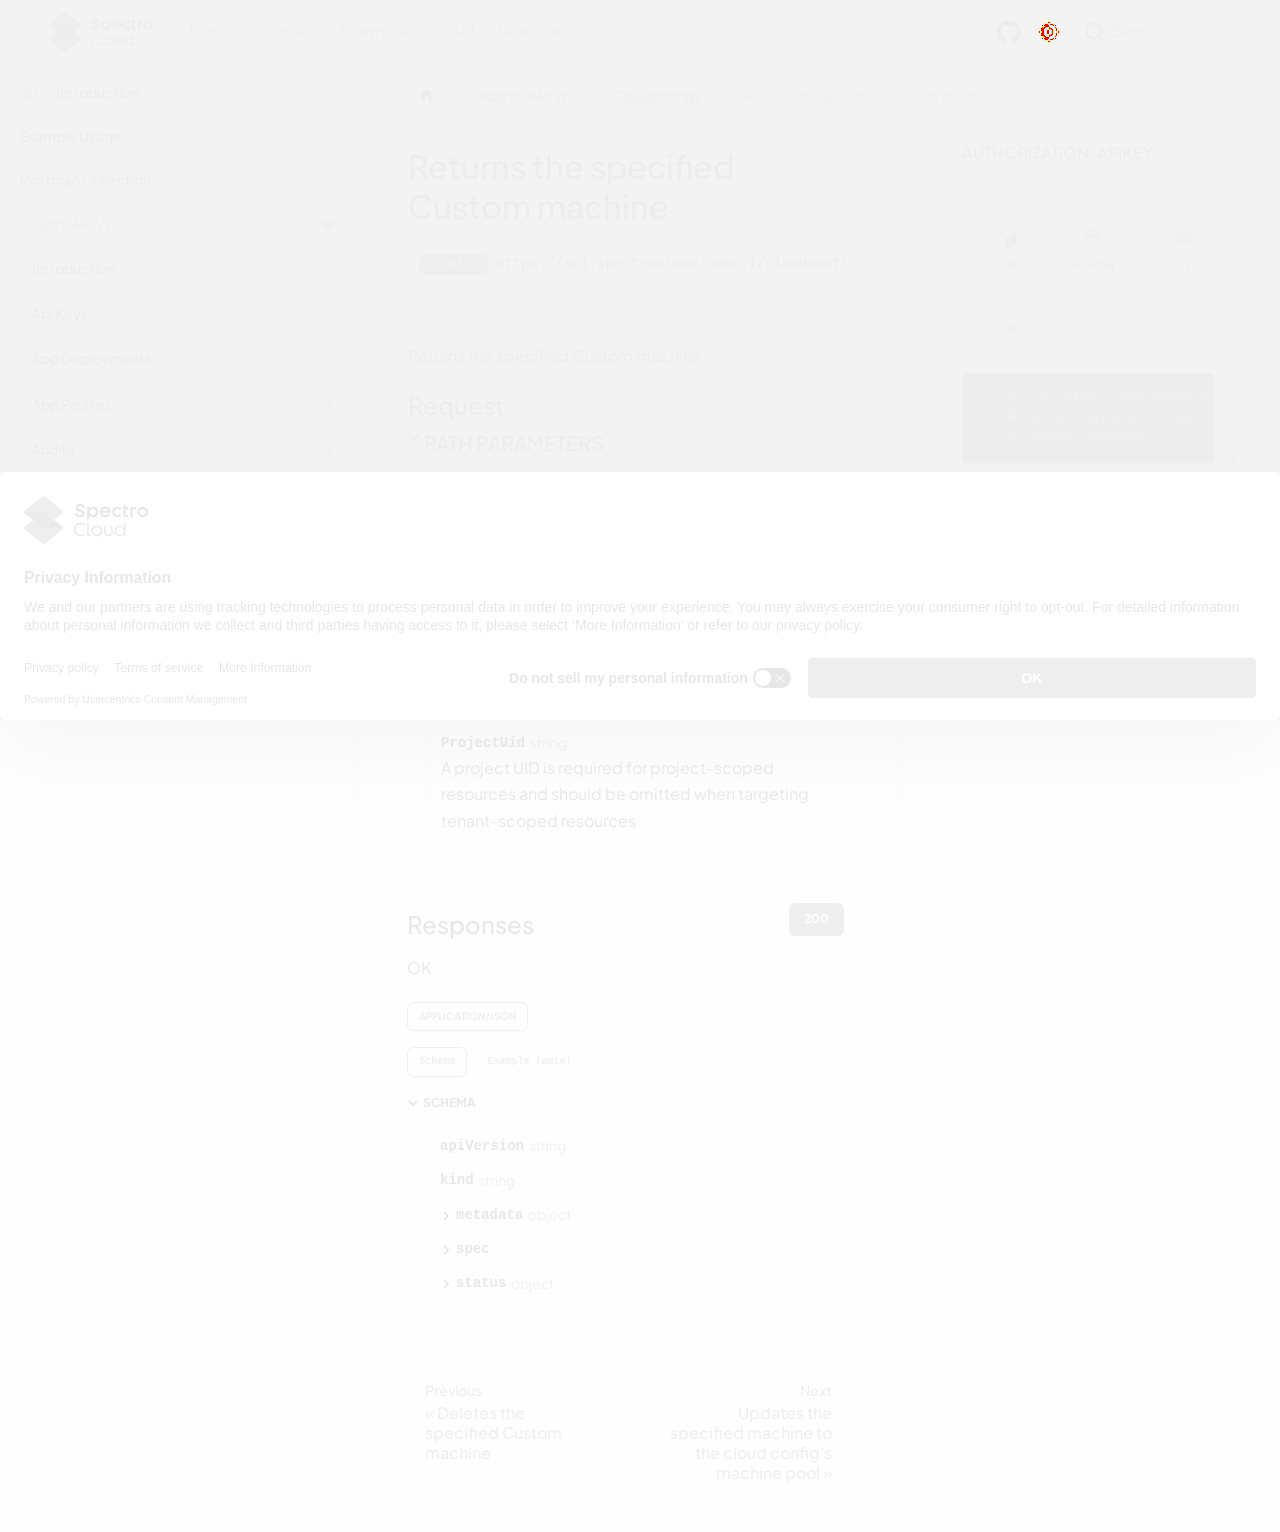 Spectro
Cloud
Docs Tutorials Downloads API latest
Search
Introduction
Example Usage
Postman Collection
Palette API V1
Introduction
Api Keys
App Deployments
App Profiles
Audits
Palette API V1 Cloudconfigs Returns the specified Custom machine
Returns the specified
Custom machine
GET https://api.spectrocloud.com/v1/cloudconfi
Returns the specified Custom machine
Request
PATH PARAMETERS
AUTHORIZATION: APIKEY
CURL PYTHON GO
CURL
Spectro
Cloud
Privacy Information
We and our partners are using tracking technologies to process personal data in order to improve your experience. You may always exercise your consumer right to opt-out. For detailed information
about personal information we collect and third parties having access to it, please select 'More Information' or refer to our privacy policy.
Privacy policy Terms of service More Information
Powered by Usercentrics Consent Management
Do not sell my personal information
OK
ProjectUid string
A project UID is required for project-scoped
resources and should be omitted when targeting
tenant-scoped resources
Responses
200
OK
APPLICATION/JSON
Schema Example (auto)
SCHEMA
apiVersion string
kind string
metadata object
spec
status object
Previous
« Deletes the
specified Custom
machine
Next
Updates the
specified machine to
the cloud config's
machine pool »